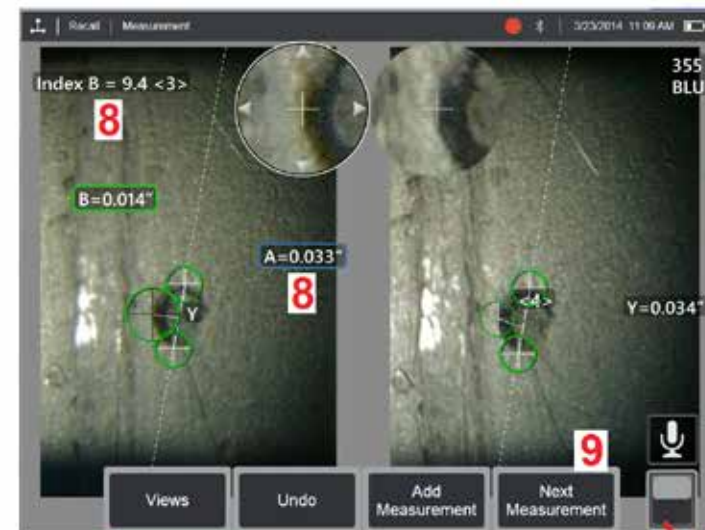 Recall | Measurement
3/23/2014 11:09 AM
Index B = 9.4 <3>
8
355
BLU
B=0.014"
A=0.033"
8
Y
<4>
Y=0.034"
9
Views
Undo
Add Measurement
Next Measurement